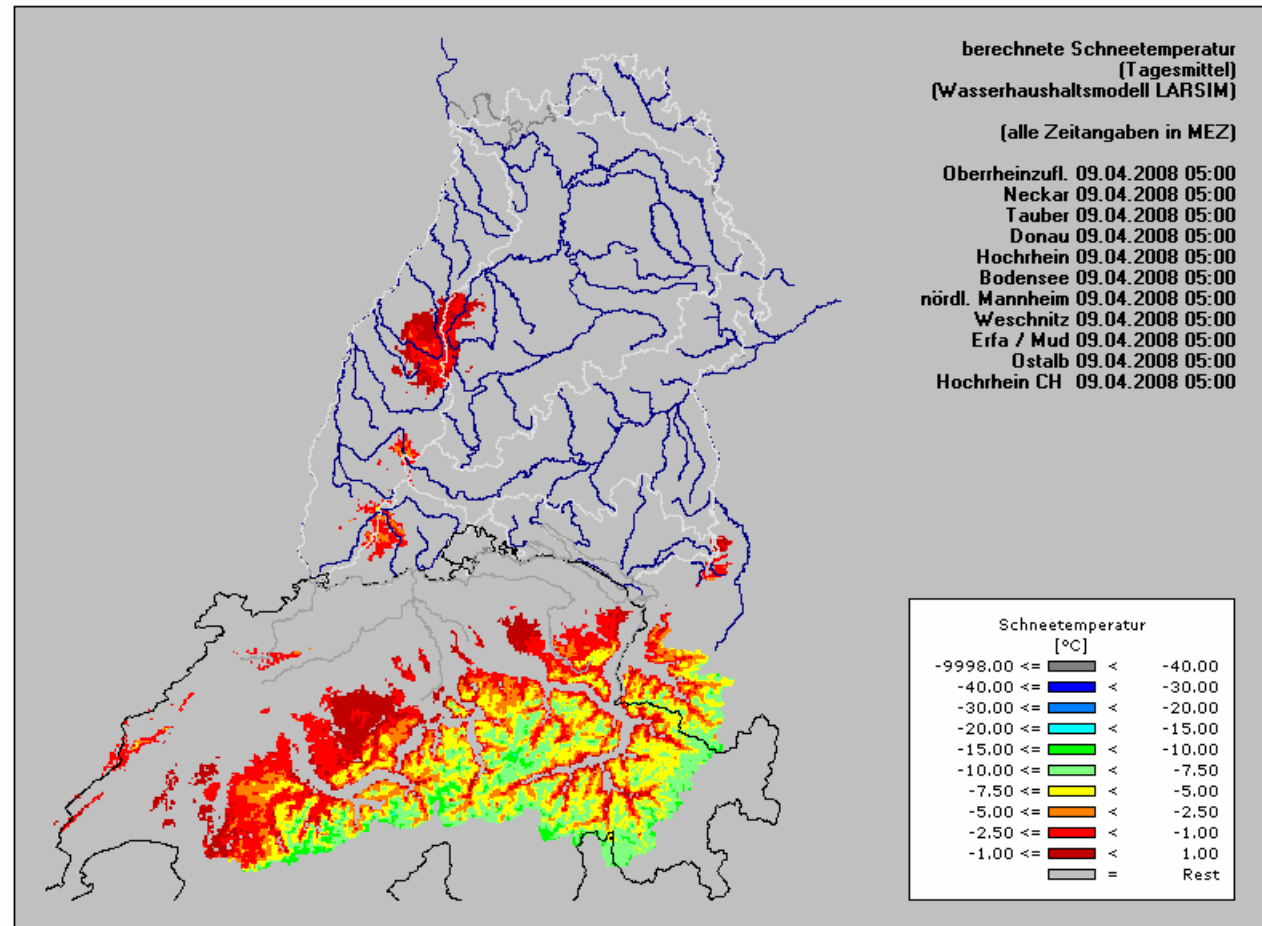 berechnete Schneetemperatur
(Tagesmittel)
(Wasserhaushaltsmodell LARSIM)
(alle Zeitangaben in MEZ)
Oberrheinzufl. 09.04.2008 05:00
Neckar 09.04.2008 05:00
Tauber 09.04.2008 05:00
Donau 09.04.2008 05:00
Hochrhein 09.04.2008 05:00
Bodensee 09.04.2008 05:00
nördl. Mannheim 09.04.2008 05:00
Weschnitz 09.04.2008 05:00
Erfa / Mud 09.04.2008 05:00
Ostalb 09.04.2008 05:00
Hochrhein CH 09.04.2008 05:00
Schneetemperatur
[°C]
-9998.00 <= < -40.00
-40.00 <= < -30.00
-30.00 <= < -20.00
-20.00 <= < -15.00
-15.00 <= < -10.00
-10.00 <= < -7.50
-7.50 <= < -5.00
-5.00 <= < -2.50
-2.50 <= < -1.00
-1.00 <= < 1.00
= Rest